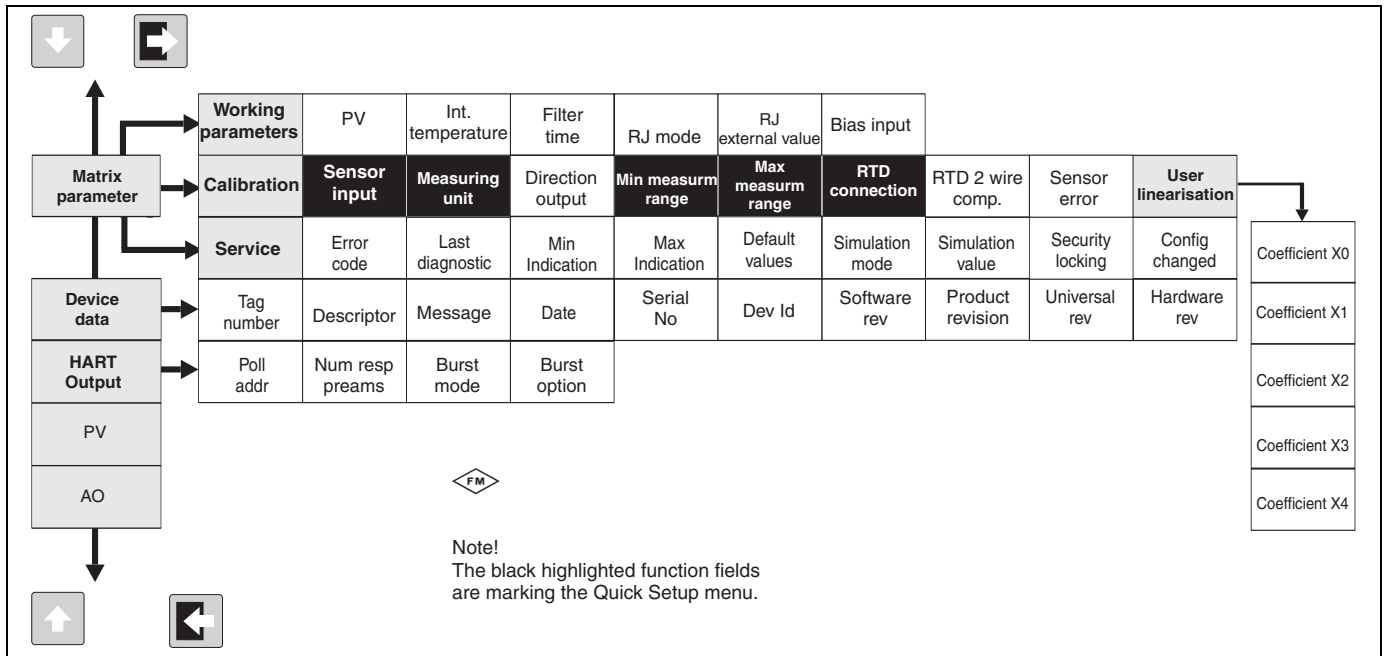 Working
parameters
PV
Int.
temperature
Filter
time
RJ mode
RJ
external value
Bias input
Matrix
parameter
Calibration
Sensor
input
Measuring
unit
Direction
output
Min measurm
range
Max
measurm
range
RTD
connection
RTD 2 wire
comp.
Sensor
error
User
linearisation
Service
Error
code
Last
diagnostic
Min
Indication
Max
Indication
Default
values
Simulation
mode
Simulation
value
Security
locking
Config
changed
Coefficient X0
Device
data
Tag
number
Descriptor
Message
Date
Serial
No
Dev Id
Software
rev
Product
revision
Universal
rev
Hardware
rev
Coefficient X1
HART
Output
Poll
addr
Num resp
preams
Burst
mode
Burst
option
Coefficient X2
PV
Coefficient X3
AO
Coefficient X4
FM
Note!
The black highlighted function fields
are marking the Quick Setup menu.